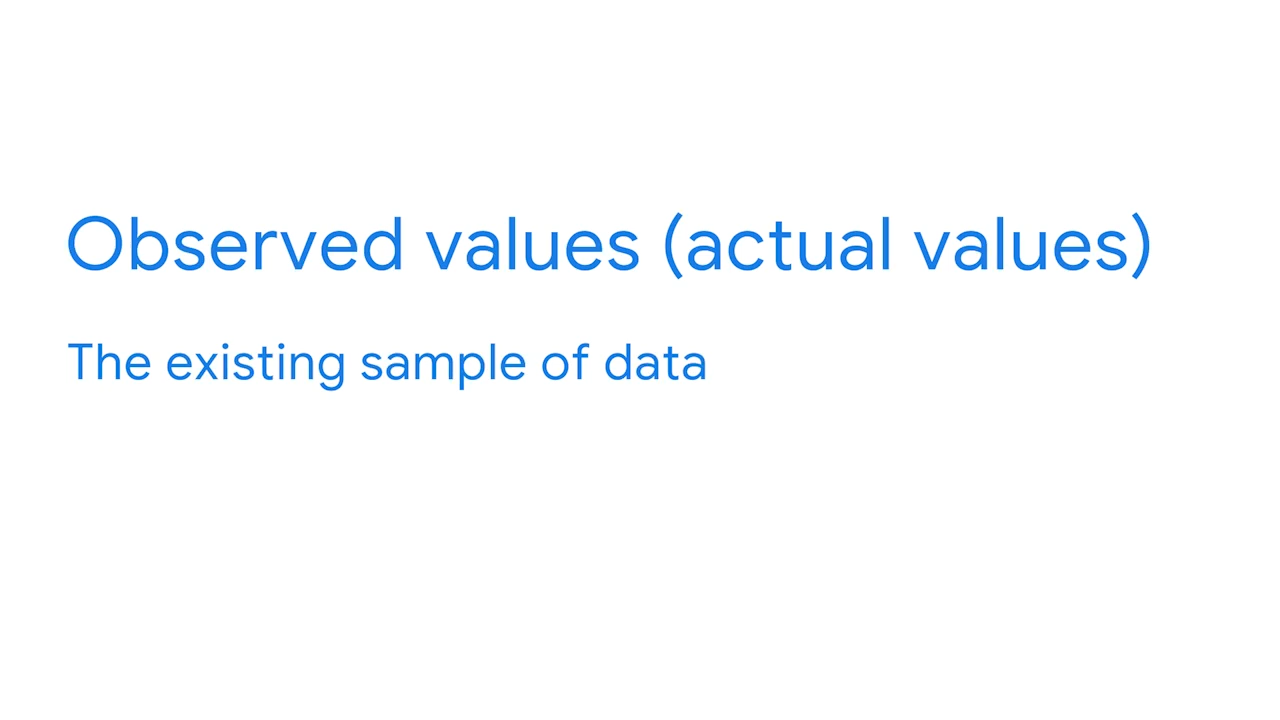 Observed values (actual values)
The existing sample of data